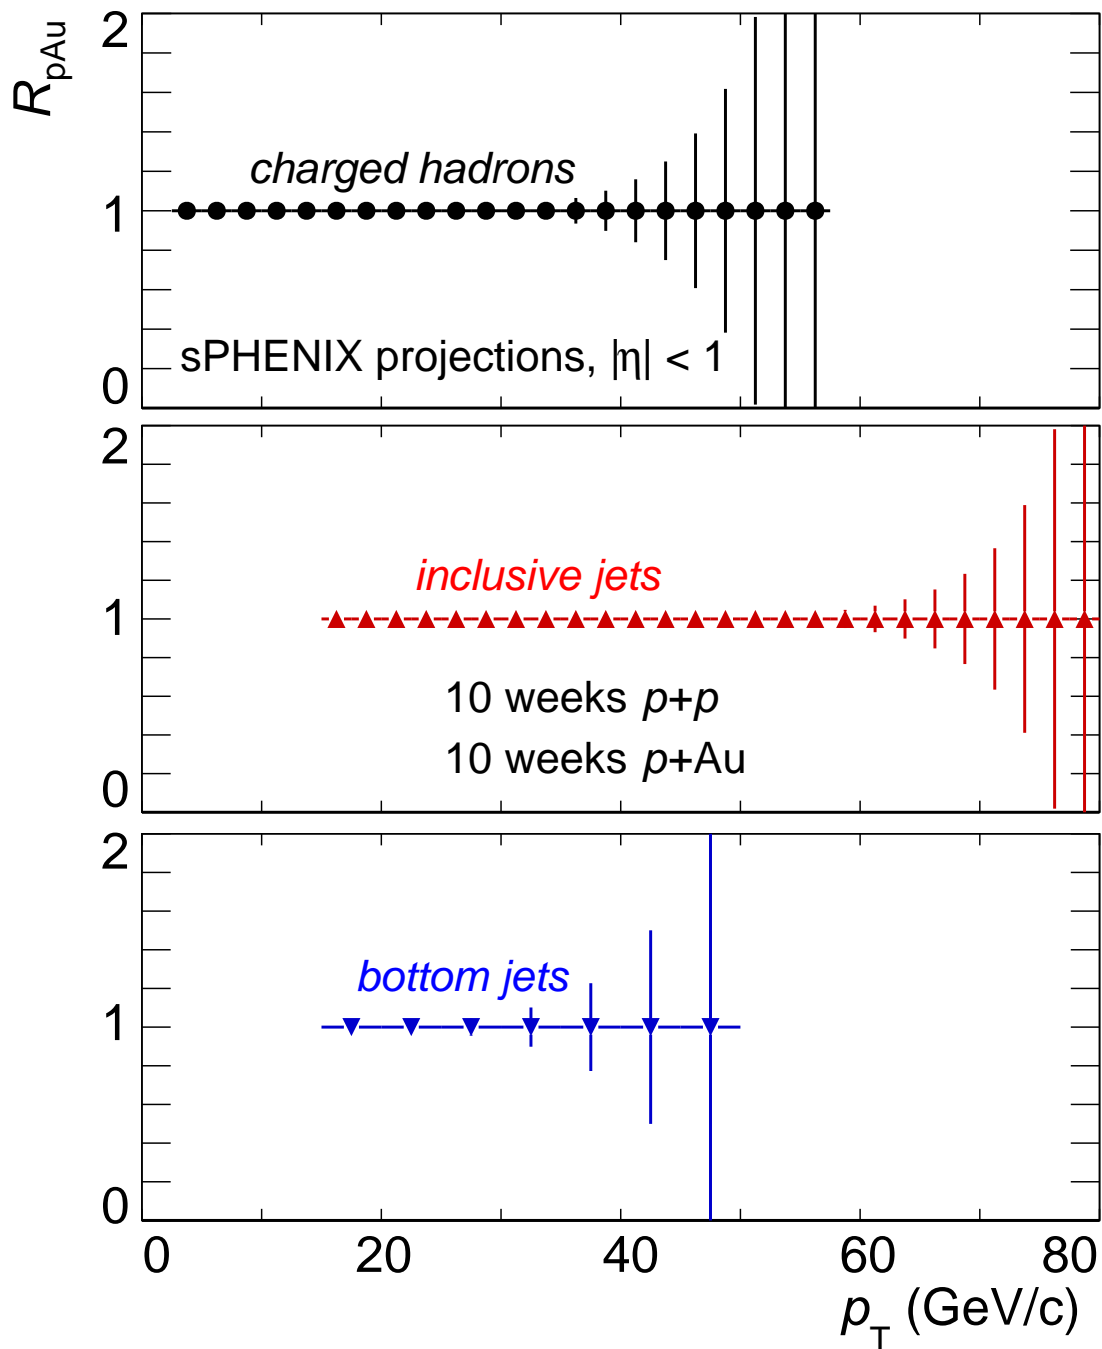 R_pAu
2
charged hadrons
1
sPHENIX projections, |η| < 1
0
2
inclusive jets
1
10 weeks p+p
10 weeks p+Au
0
2
bottom jets
1
0
0 20 40 60 80
p_T (GeV/c)